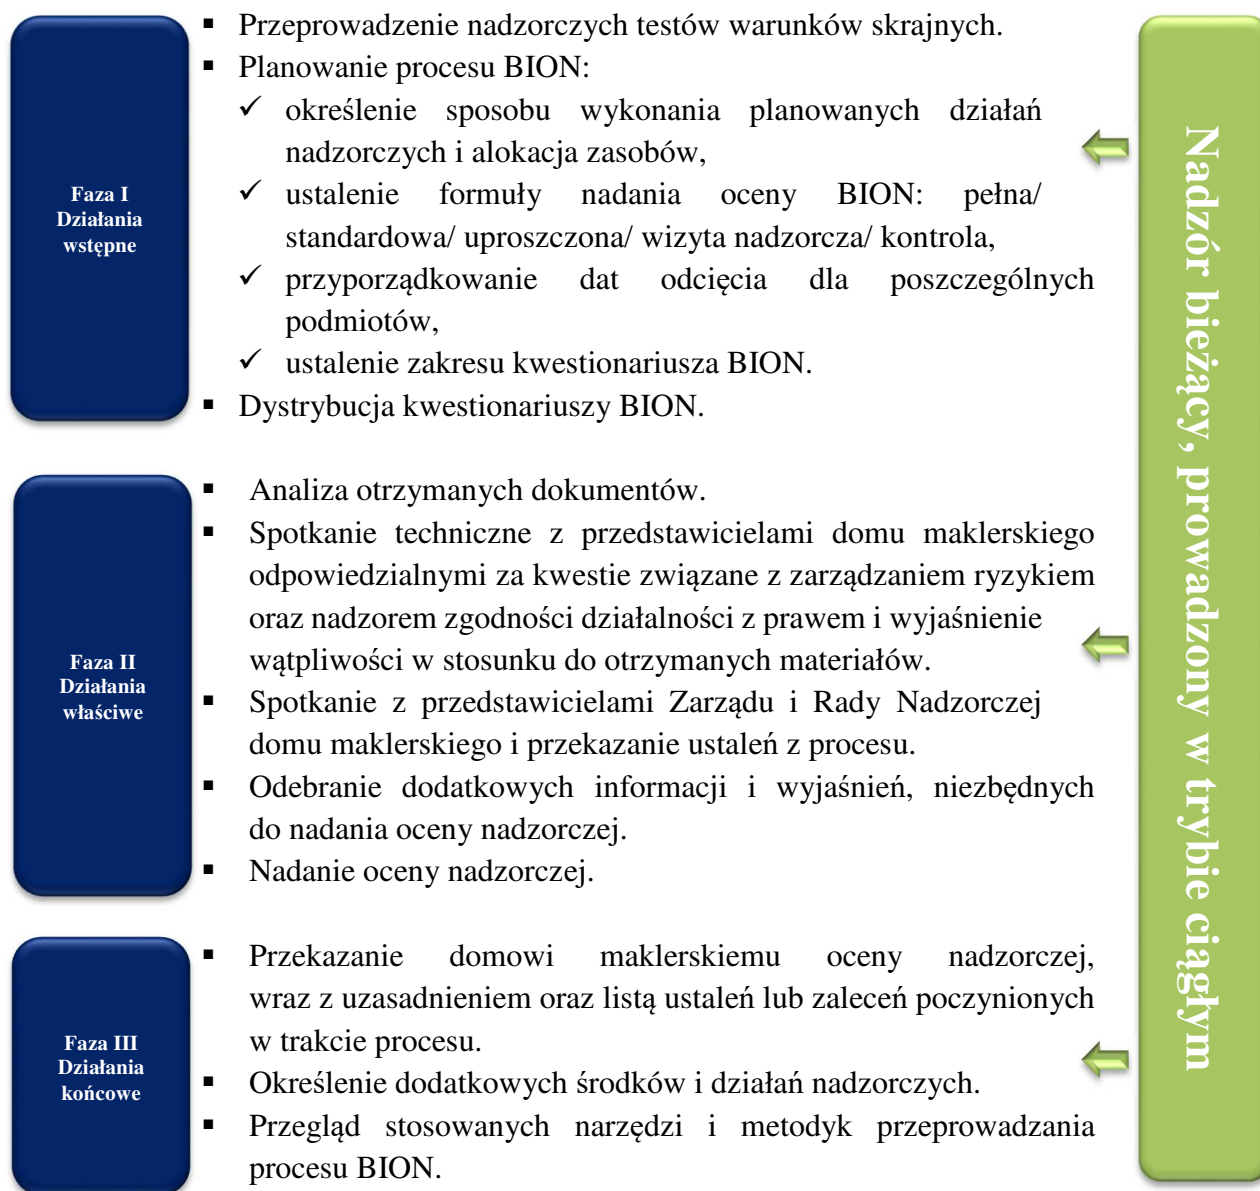 Faza I
Działania
wstępne
▪ Przeprowadzenie nadzorczych testów warunków skrajnych.
▪ Planowanie procesu BION:
✓ określenie sposobu wykonania planowanych działań
nadzorczych i alokacja zasobów,
✓ ustalenie formuły nadania oceny BION: pełna/
standardowa/ uproszczona/ wizyta nadzorcza/ kontrola,
✓ przyporządkowanie dat odcięcia dla poszczególnych
podmiotów,
✓ ustalenie zakresu kwestionariusza BION.
▪ Dystrybucja kwestionariuszy BION.
Faza II
Działania
właściwe
▪ Analiza otrzymanych dokumentów.
▪ Spotkanie techniczne z przedstawicielami domu maklerskiego
odpowiedzialnymi za kwestie związane z zarządzaniem ryzykiem
oraz nadzorem zgodności działalności z prawem i wyjaśnienie
wątpliwości w stosunku do otrzymanych materiałów.
▪ Spotkanie z przedstawicielami Zarządu i Rady Nadzorczej
domu maklerskiego i przekazanie ustaleń z procesu.
▪ Odebranie dodatkowych informacji i wyjaśnień, niezbędnych
do nadania oceny nadzorczej.
▪ Nadanie oceny nadzorczej.
Faza III
Działania
końcowe
▪ Przekazanie domowi maklerskiemu oceny nadzorczej,
wraz z uzasadnieniem oraz listą ustaleń lub zaleceń poczynionych
w trakcie procesu.
▪ Określenie dodatkowych środków i działań nadzorczych.
▪ Przegląd stosowanych narzędzi i metodyk przeprowadzania
procesu BION.
Nadzór bieżący, prowadzony w trybie ciągłym